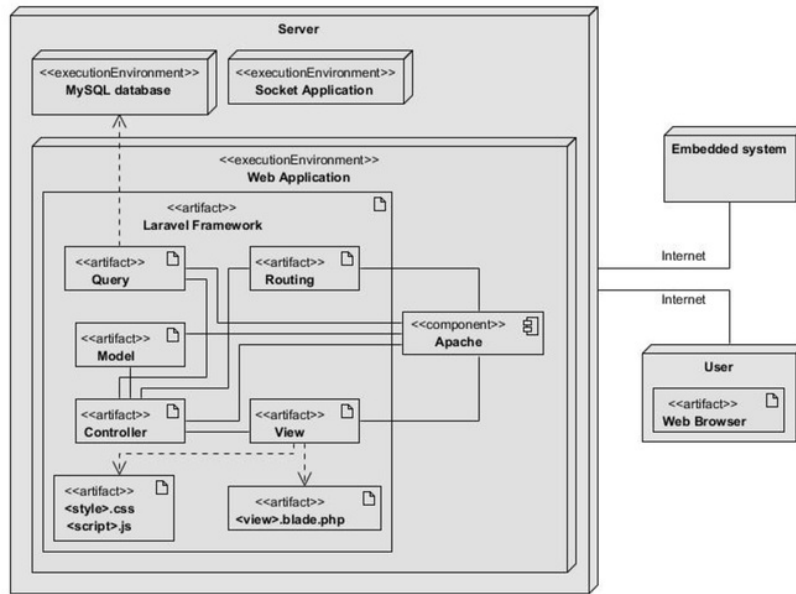 Server
<<executionEnvironment>>
MySQL database
<<executionEnvironment>>
Socket Application
<<executionEnvironment>>
Web Application
<<artifact>>
Laravel Framework
<<artifact>>
Query
<<artifact>>
Routing
<<component>>
Apache
<<artifact>>
Model
<<artifact>>
Controller
<<artifact>>
View
<<artifact>>
<style>.css
<script>.js
<<artifact>>
<view>.blade.php
Embedded system
Internet
Internet
User
<<artifact>>
Web Browser